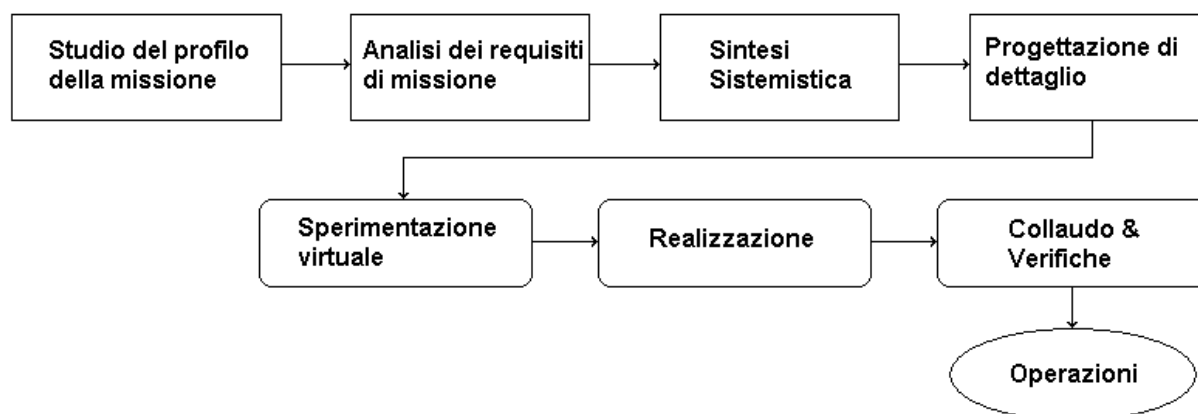 Studio del profilo
della missione
Analisi dei requisiti
di missione
Sintesi
Sistemistica
Progettazione di
dettaglio
Sperimentazione
virtuale
Realizzazione
Collaudo &
Verifiche
Operazioni